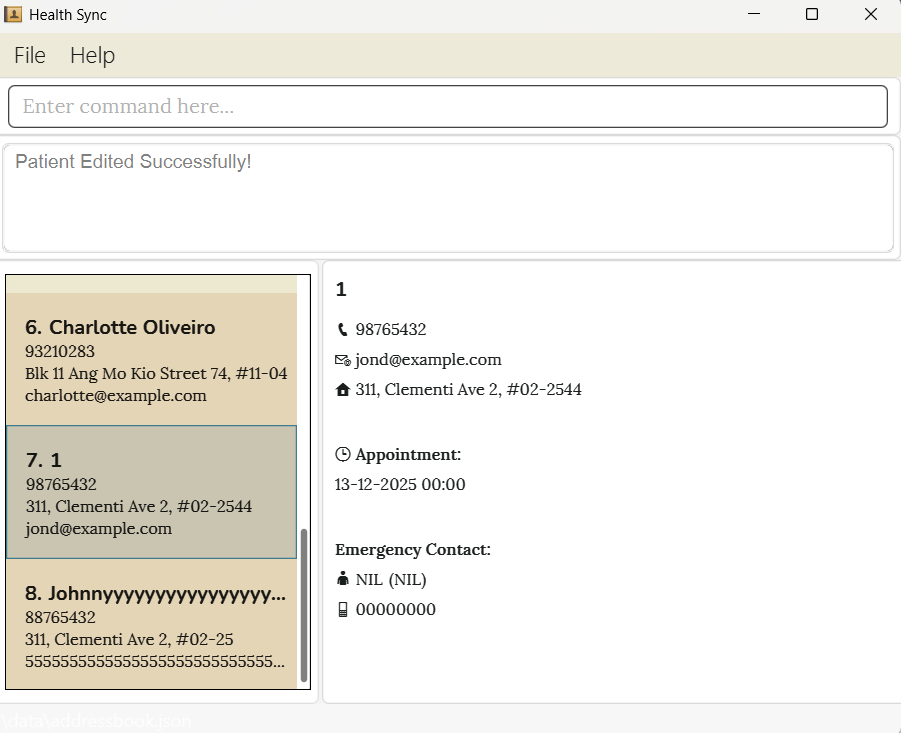 Health Sync
File Help
Enter command here...
Patient Edited Successfully!
6. Charlotte Oliveiro
93210283
Blk 11 Ang Mo Kio Street 74, #11-04
charlotte@example.com
7. 1
98765432
311, Clementi Ave 2, #02-2544
jond@example.com
8. Johnnyyyyyyyyyyyyyyyyy...
88765432
311, Clementi Ave 2, #02-25
5555555555555555555555555555...
1
98765432
jond@example.com
311, Clementi Ave 2, #02-2544
Appointment:
13-12-2025 00:00
Emergency Contact:
NIL (NIL)
00000000
\data\addressbook.json